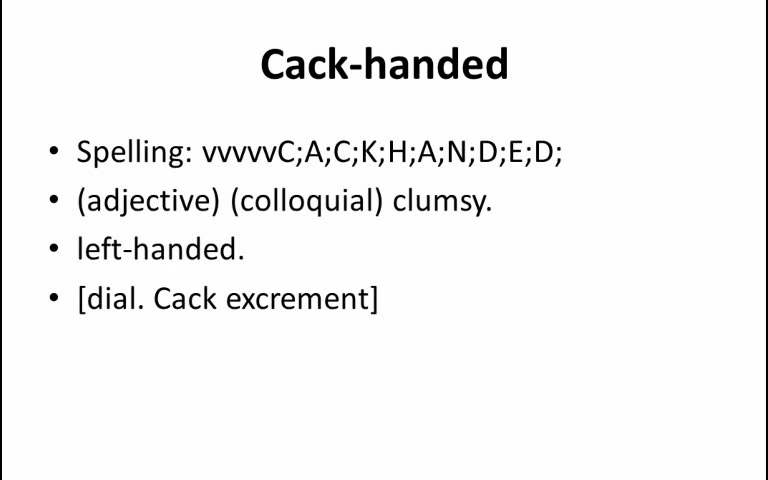 Cack-handed
• Spelling: vvvvvC;A;C;K;H;A;N;D;E;D;
• (adjective) (colloquial) clumsy.
• left-handed.
• [dial. Cack excrement]